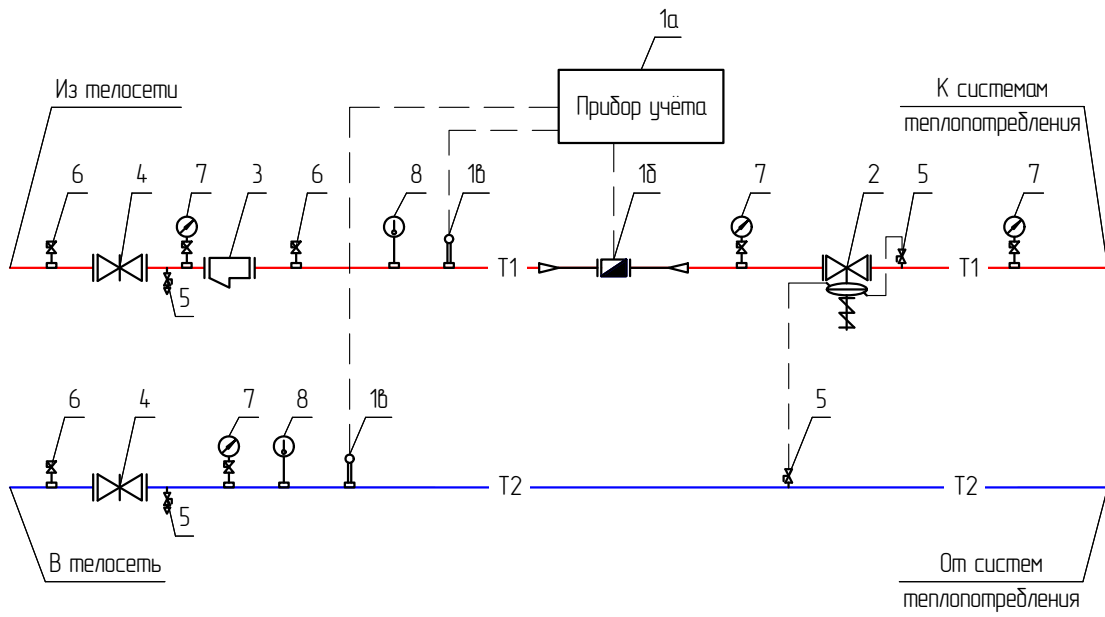 1а
Из телосети
Прибор учёта
К системам
теплопотребления
6
4
7
3
6
8
1в
1б
7
2
5
7
Т1
Т1
5
6
4
7
8
1в
5
Т2
Т2
5
В телосеть
От систем
теплопотребления